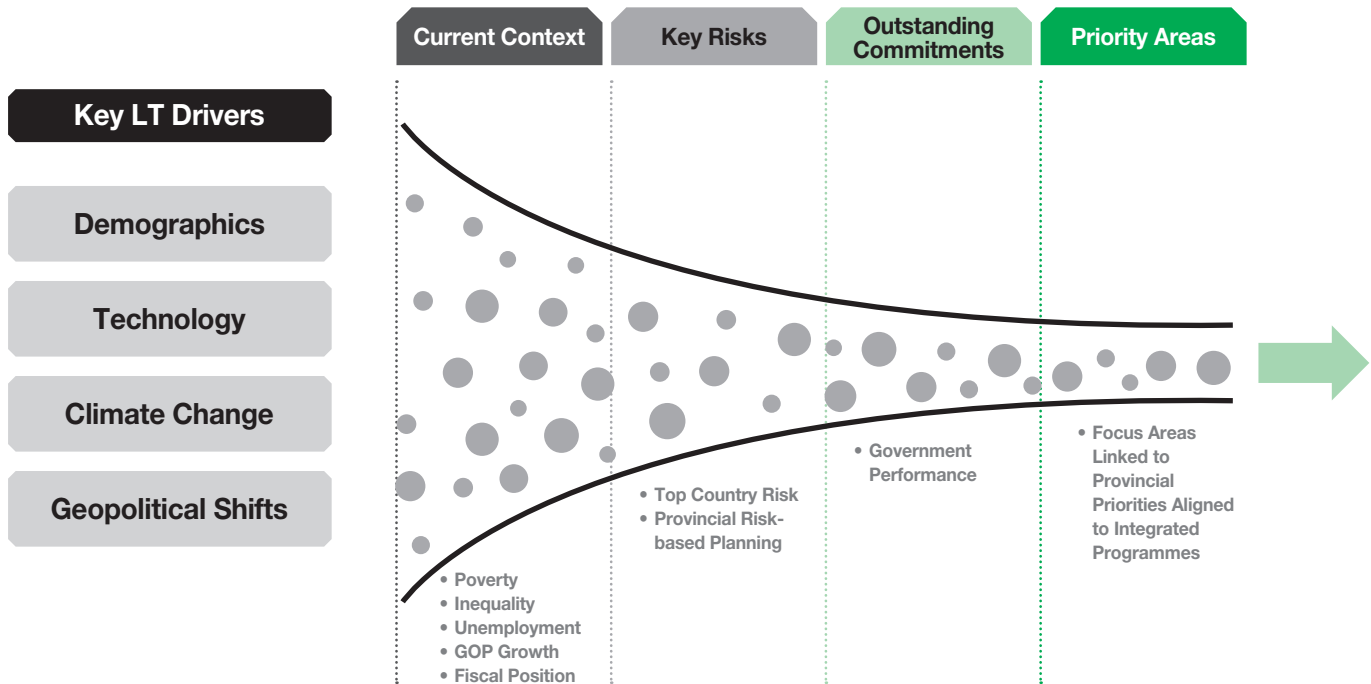 Current Context
Key Risks
Outstanding
Commitments
Priority Areas
Key LT Drivers
Demographics
Technology
Climate Change
Geopolitical Shifts
• Poverty
• Inequality
• Unemployment
• GOP Growth
• Fiscal Position
• Top Country Risk
• Provincial Risk-
based Planning
• Government
Performance
• Focus Areas
Linked to
Provincial
Priorities Aligned
to Integrated
Programmes